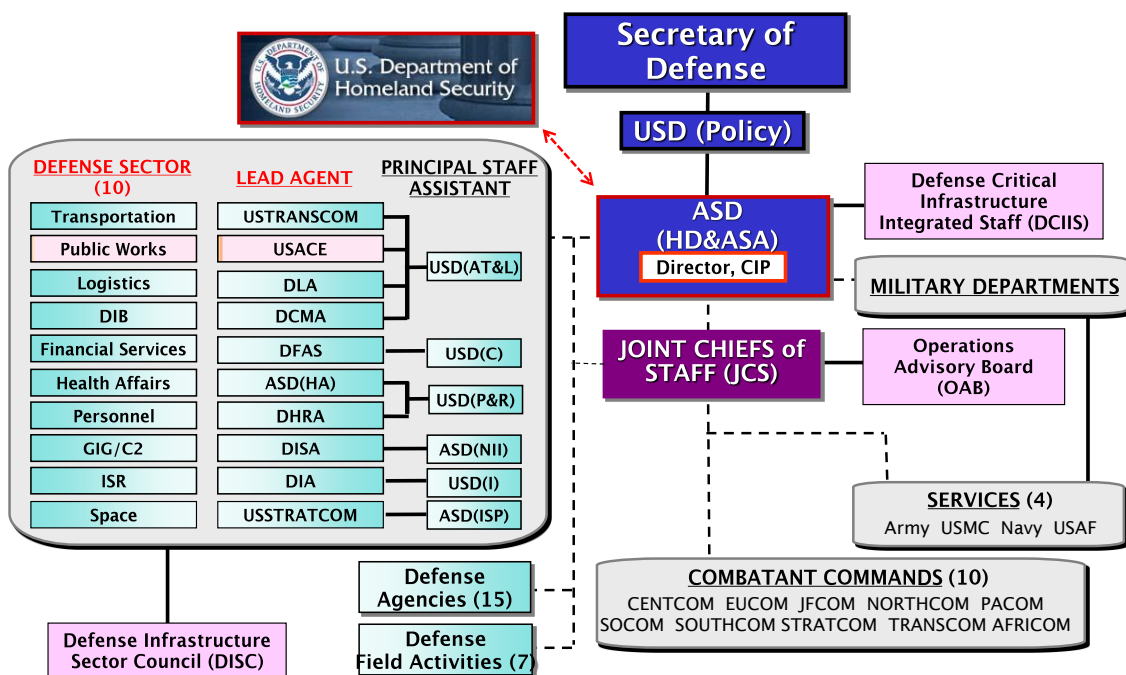 Secretary of
Defense
U.S. DEPARTMENT OF
HOMELAND SECURITY
U.S. Department of
Homeland Security
USD (Policy)
DEFENSE SECTOR
(10)
LEAD AGENT
PRINCIPAL STAFF
ASSISTANT
Transportation
USTRANSCOM
Public Works
USACE
USD(AT&L)
Logistics
DLA
DIB
DCMA
Financial Services
DFAS
USD(C)
Health Affairs
ASD(HA)
USD(P&R)
Personnel
DHRA
GIG/C2
DISA
ASD(NII)
ISR
DIA
USD(I)
Space
USSTRATCOM
ASD(ISP)
ASD
(HD&ASA)
Director, CIP
Defense Critical
Infrastructure
Integrated Staff (DCIIS)
MILITARY DEPARTMENTS
JOINT CHIEFS of
STAFF (JCS)
Operations
Advisory Board
(OAB)
SERVICES (4)
Army USMC Navy USAF
COMBATANT COMMANDS (10)
CENTCOM EUCOM JFCOM NORTHCOM PACOM
SOCOM SOUTHCOM STRATCOM TRANSCOM AFRICOM
Defense
Agencies (15)
Defense
Field Activities (7)
Defense Infrastructure
Sector Council (DISC)